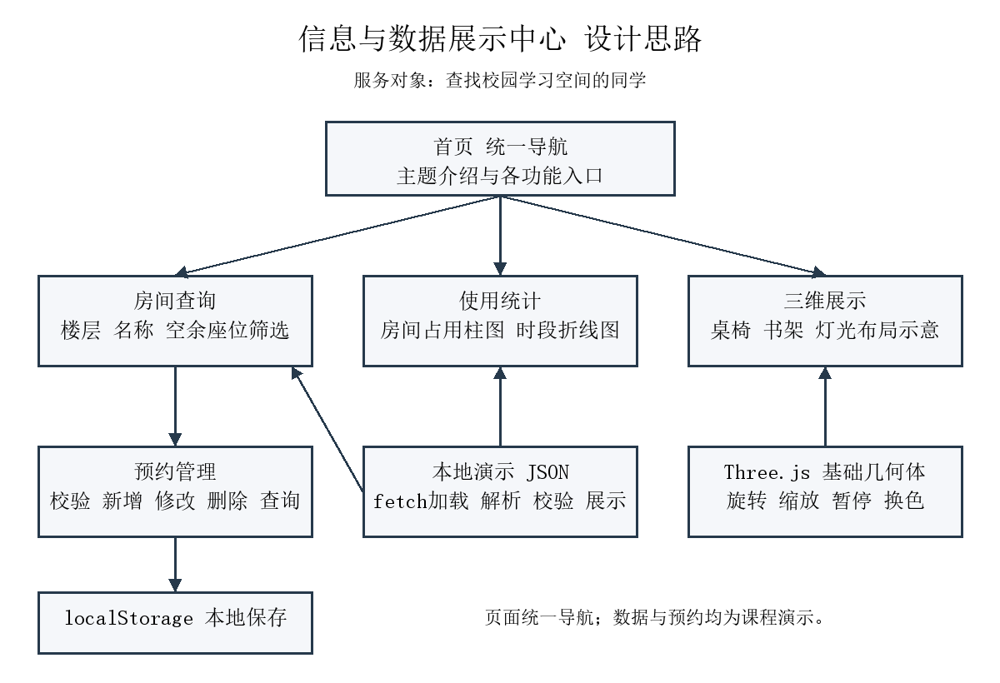 信息与数据展示中心 设计思路
服务对象：查找校园学习空间的同学
首页 统一导航
主题介绍与各功能入口
房间查询
楼层 名称 空余座位筛选
使用统计
房间占用柱图 时段折线图
三维展示
桌椅 书架 灯光布局示意
预约管理
校验 新增 修改 删除 查询
本地演示 JSON
fetch加载 解析 校验 展示
Three.js 基础几何体
旋转 缩放 暂停 换色
localStorage 本地保存
页面统一导航；数据与预约均为课程演示。